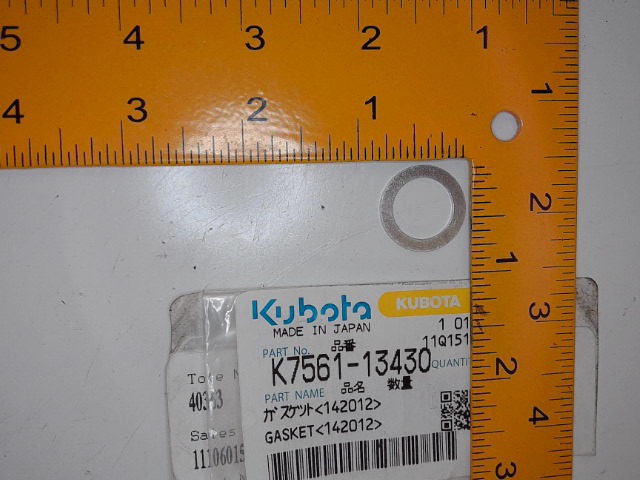 5 4 3 2 1
4 3 2 1
1
2
3
1
2
3
Kubota KUBOTA
MADE IN JAPAN
1 01
11Q151
PART No. 品番
K7561-13430
PART NAME 品名 数量
ガスケット<142012>
GASKET<142012>
11106015